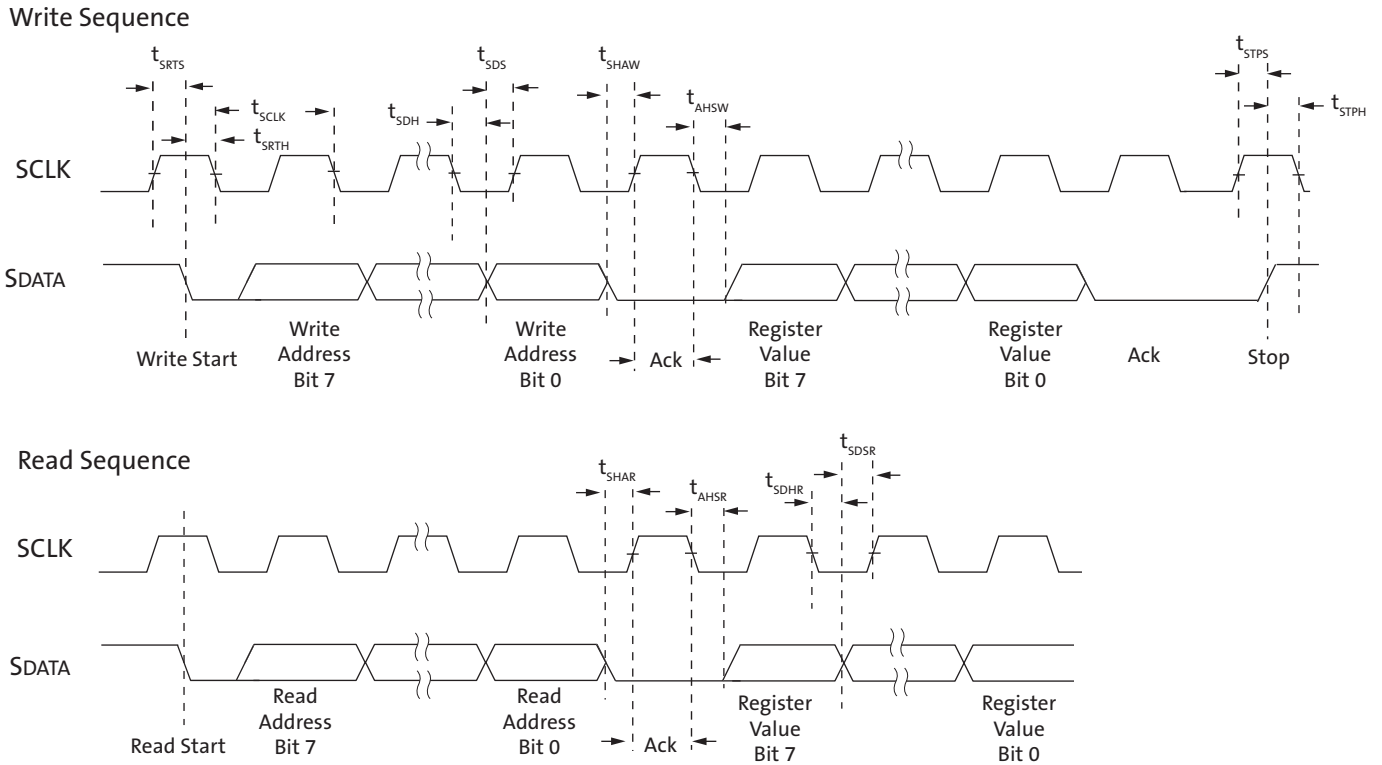 Write Sequence
tSRTS
tSDS
tSHAW
tSTPS
tSCLK
tSDH
tAHSW
tSTPH
tSRTH
SCLK
SDATA
Write Start
Write
Address
Bit 7
Write
Address
Bit 0
Ack
Register
Value
Bit 7
Register
Value
Bit 0
Ack
Stop
Read Sequence
tSHAR
tAHSR
tSDHR
tSDSR
SCLK
SDATA
Read Start
Read
Address
Bit 7
Read
Address
Bit 0
Ack
Register
Value
Bit 7
Register
Value
Bit 0